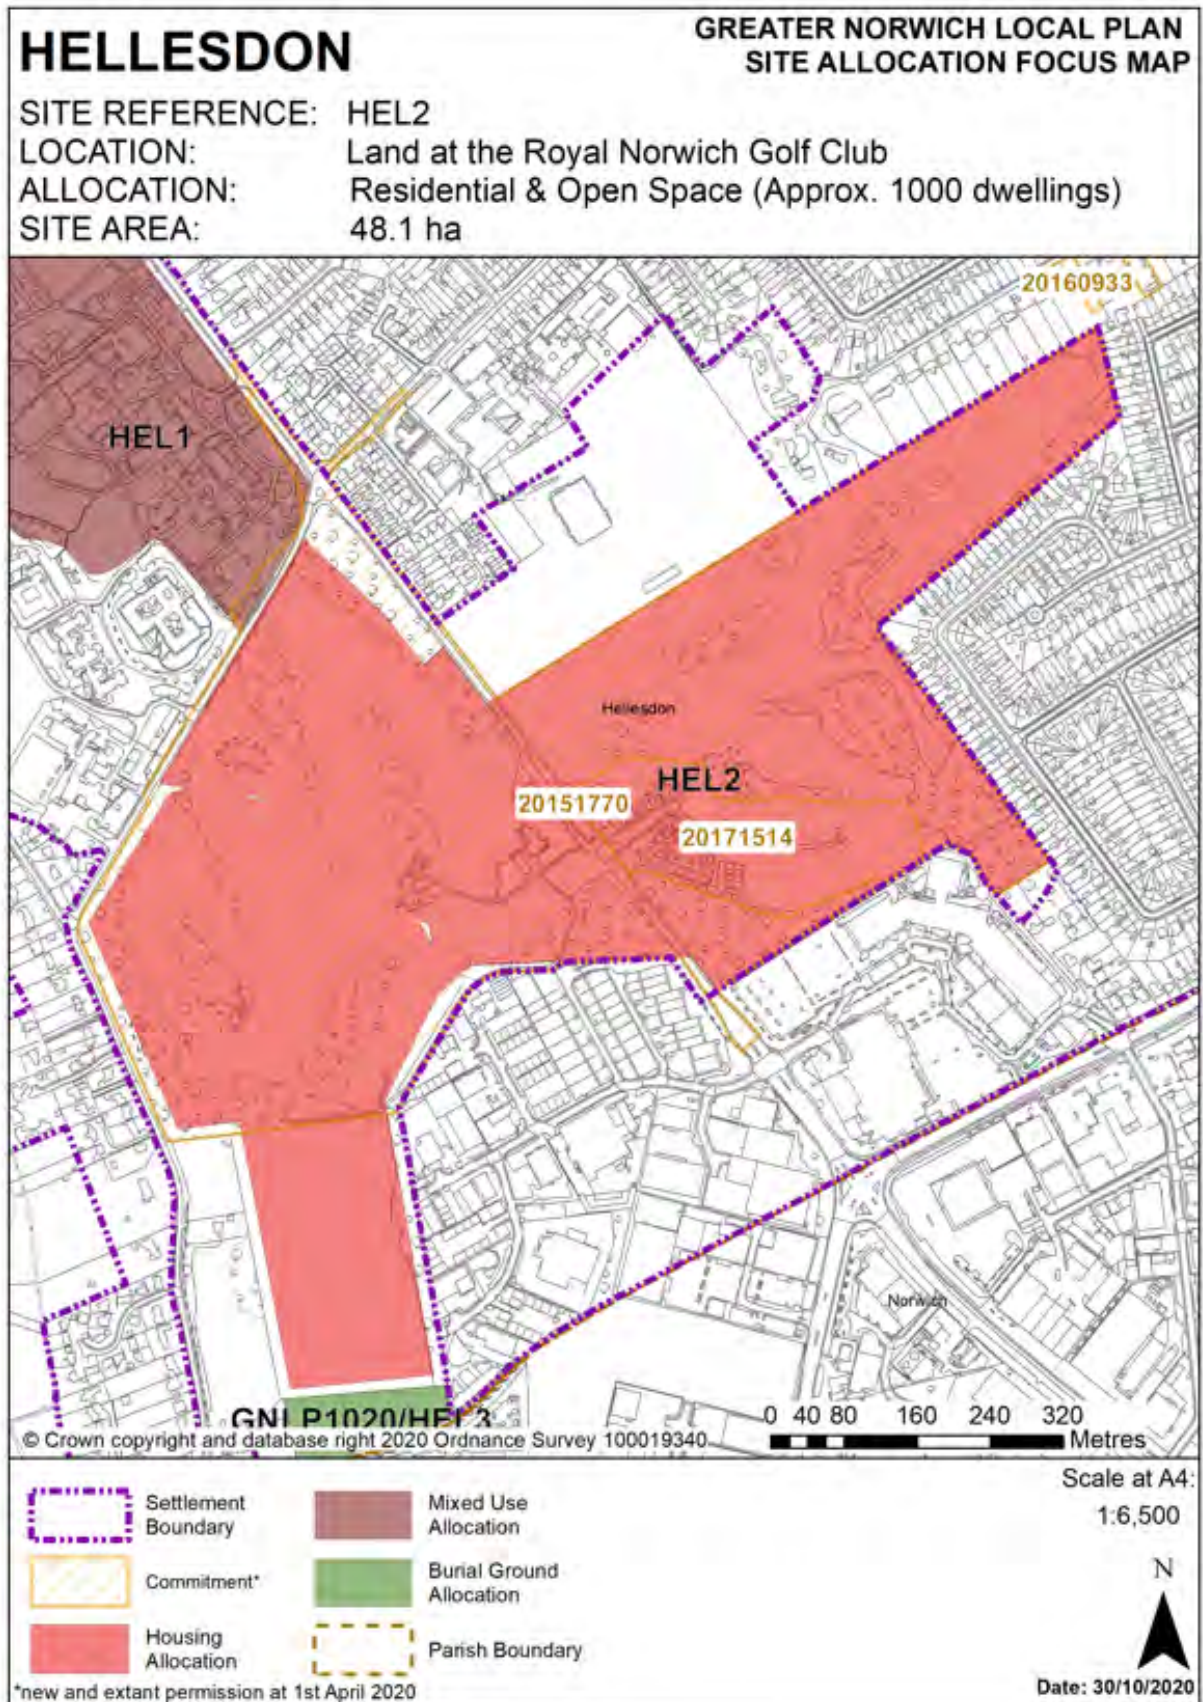 HELLESDON
GREATER NORWICH LOCAL PLAN
SITE ALLOCATION FOCUS MAP
SITE REFERENCE: HEL2
LOCATION: Land at the Royal Norwich Golf Club
ALLOCATION: Residential & Open Space (Approx. 1000 dwellings)
SITE AREA: 48.1 ha
20160933
HEL1
Hellesdon
HEL2
20151770
20171514
Norwich
GNLP1020/HEL3
0 40 80 160 240 320
Metres
© Crown copyright and database right 2020 Ordnance Survey 100019340
Settlement
Boundary
Commitment*
Housing
Allocation
Mixed Use
Allocation
Burial Ground
Allocation
Parish Boundary
*new and extant permission at 1st April 2020
Scale at A4:
1:6,500
N
Date: 30/10/2020